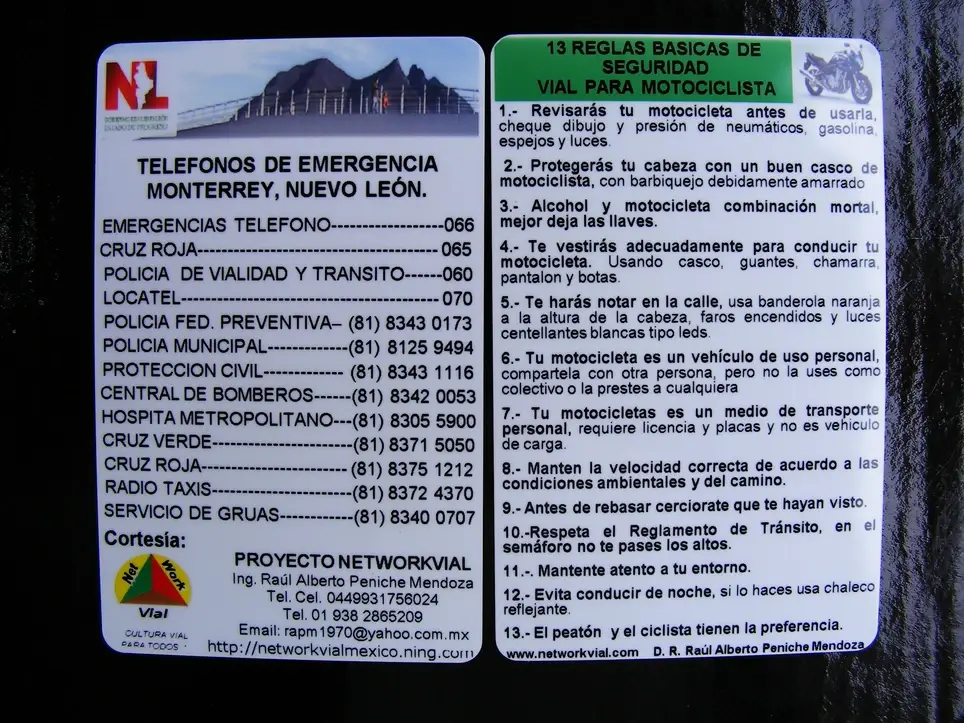 NL
GOBIERNO DEL ESTADO
TELEFONOS DE EMERGENCIA
MONTERREY, NUEVO LEÓN.
EMERGENCIAS TELEFONO-----------------066
CRUZ ROJA------------------------------------ 065
POLICIA DE VIALIDAD Y TRANSITO------060
LOCATEL-------------------------------------- 070
POLICIA FED. PREVENTIVA– (81) 8343 0173
POLICIA MUNICIPAL------------(81) 8125 9494
PROTECCION CIVIL------------- (81) 8343 1116
CENTRAL DE BOMBEROS------(81) 8342 0053
HOSPITA METROPOLITANO---(81) 8305 5900
CRUZ VERDE---------------------(81) 8371 5050
CRUZ ROJA---------------------- (81) 8375 1212
RADIO TAXIS---------------------(81) 8372 4370
SERVICIO DE GRUAS-----------(81) 8340 0707
Cortesía:
Net Work
Vial
CULTURA VIAL
PARA TODOS
PROYECTO NETWORKVIAL
Ing. Raúl Alberto Peniche Mendoza
Tel. Cel. 0449931756024
Tel. 01 938 2865209
Email: rapm1970@yahoo.com.mx
http://networkvialmexico.ning.com
13 REGLAS BASICAS DE
SEGURIDAD
VIAL PARA MOTOCICLISTA
1.- Revisarás tu motocicleta antes de usarla,
cheque dibujo y presión de neumáticos, gasolina,
espejos y luces.
2.- Protegerás tu cabeza con un buen casco de
motociclista, con barbiquejo debidamente amarrado
3.- Alcohol y motocicleta combinación mortal,
mejor deja las llaves.
4.- Te vestirás adecuadamente para conducir tu
motocicleta. Usando casco, guantes, chamarra,
pantalon y botas.
5.- Te harás notar en la calle, usa banderola naranja
a la altura de la cabeza, faros encendidos y luces
centellantes blancas tipo leds.
6.- Tu motocicleta es un vehículo de uso personal,
compartela con otra persona, pero no la uses como
colectivo o la prestes a cualquiera
7.- Tu motocicletas es un medio de transporte
personal, requiere licencia y placas y no es vehiculo
de carga.
8.- Manten la velocidad correcta de acuerdo a las
condiciones ambientales y del camino.
9.- Antes de rebasar cerciorate que te hayan visto.
10.-Respeta el Reglamento de Tránsito, en el
semáforo no te pases los altos.
11.-. Mantente atento a tu entorno.
12.- Evita conducir de noche, si lo haces usa chaleco
reflejante.
13.- El peatón y el ciclista tienen la preferencia.
www.networkvial.com D. R. Raúl Alberto Peniche Mendoza